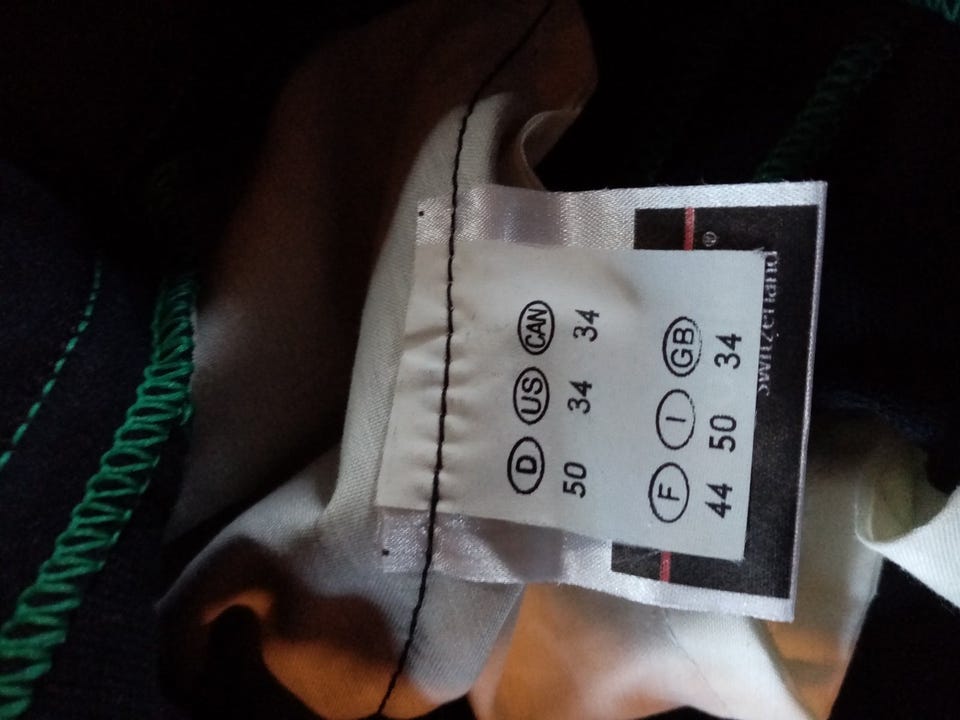 D US CAN
50 34 34
F I GB
44 50 34
Switzerland
®